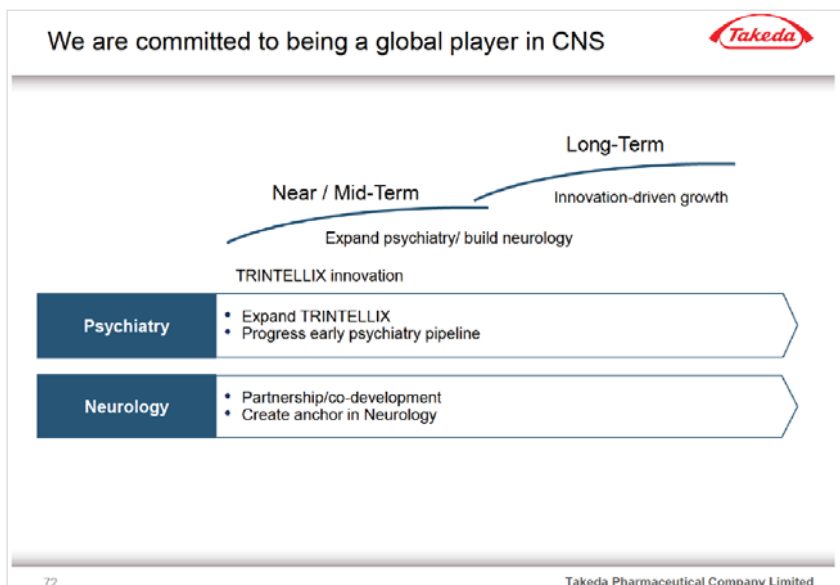 We are committed to being a global player in CNS
Takeda
Long-Term
Near / Mid-Term
Innovation-driven growth
Expand psychiatry/ build neurology
TRINTELLIX innovation
Psychiatry
• Expand TRINTELLIX
• Progress early psychiatry pipeline
Neurology
• Partnership/co-development
• Create anchor in Neurology
72
Takeda Pharmaceutical Company Limited